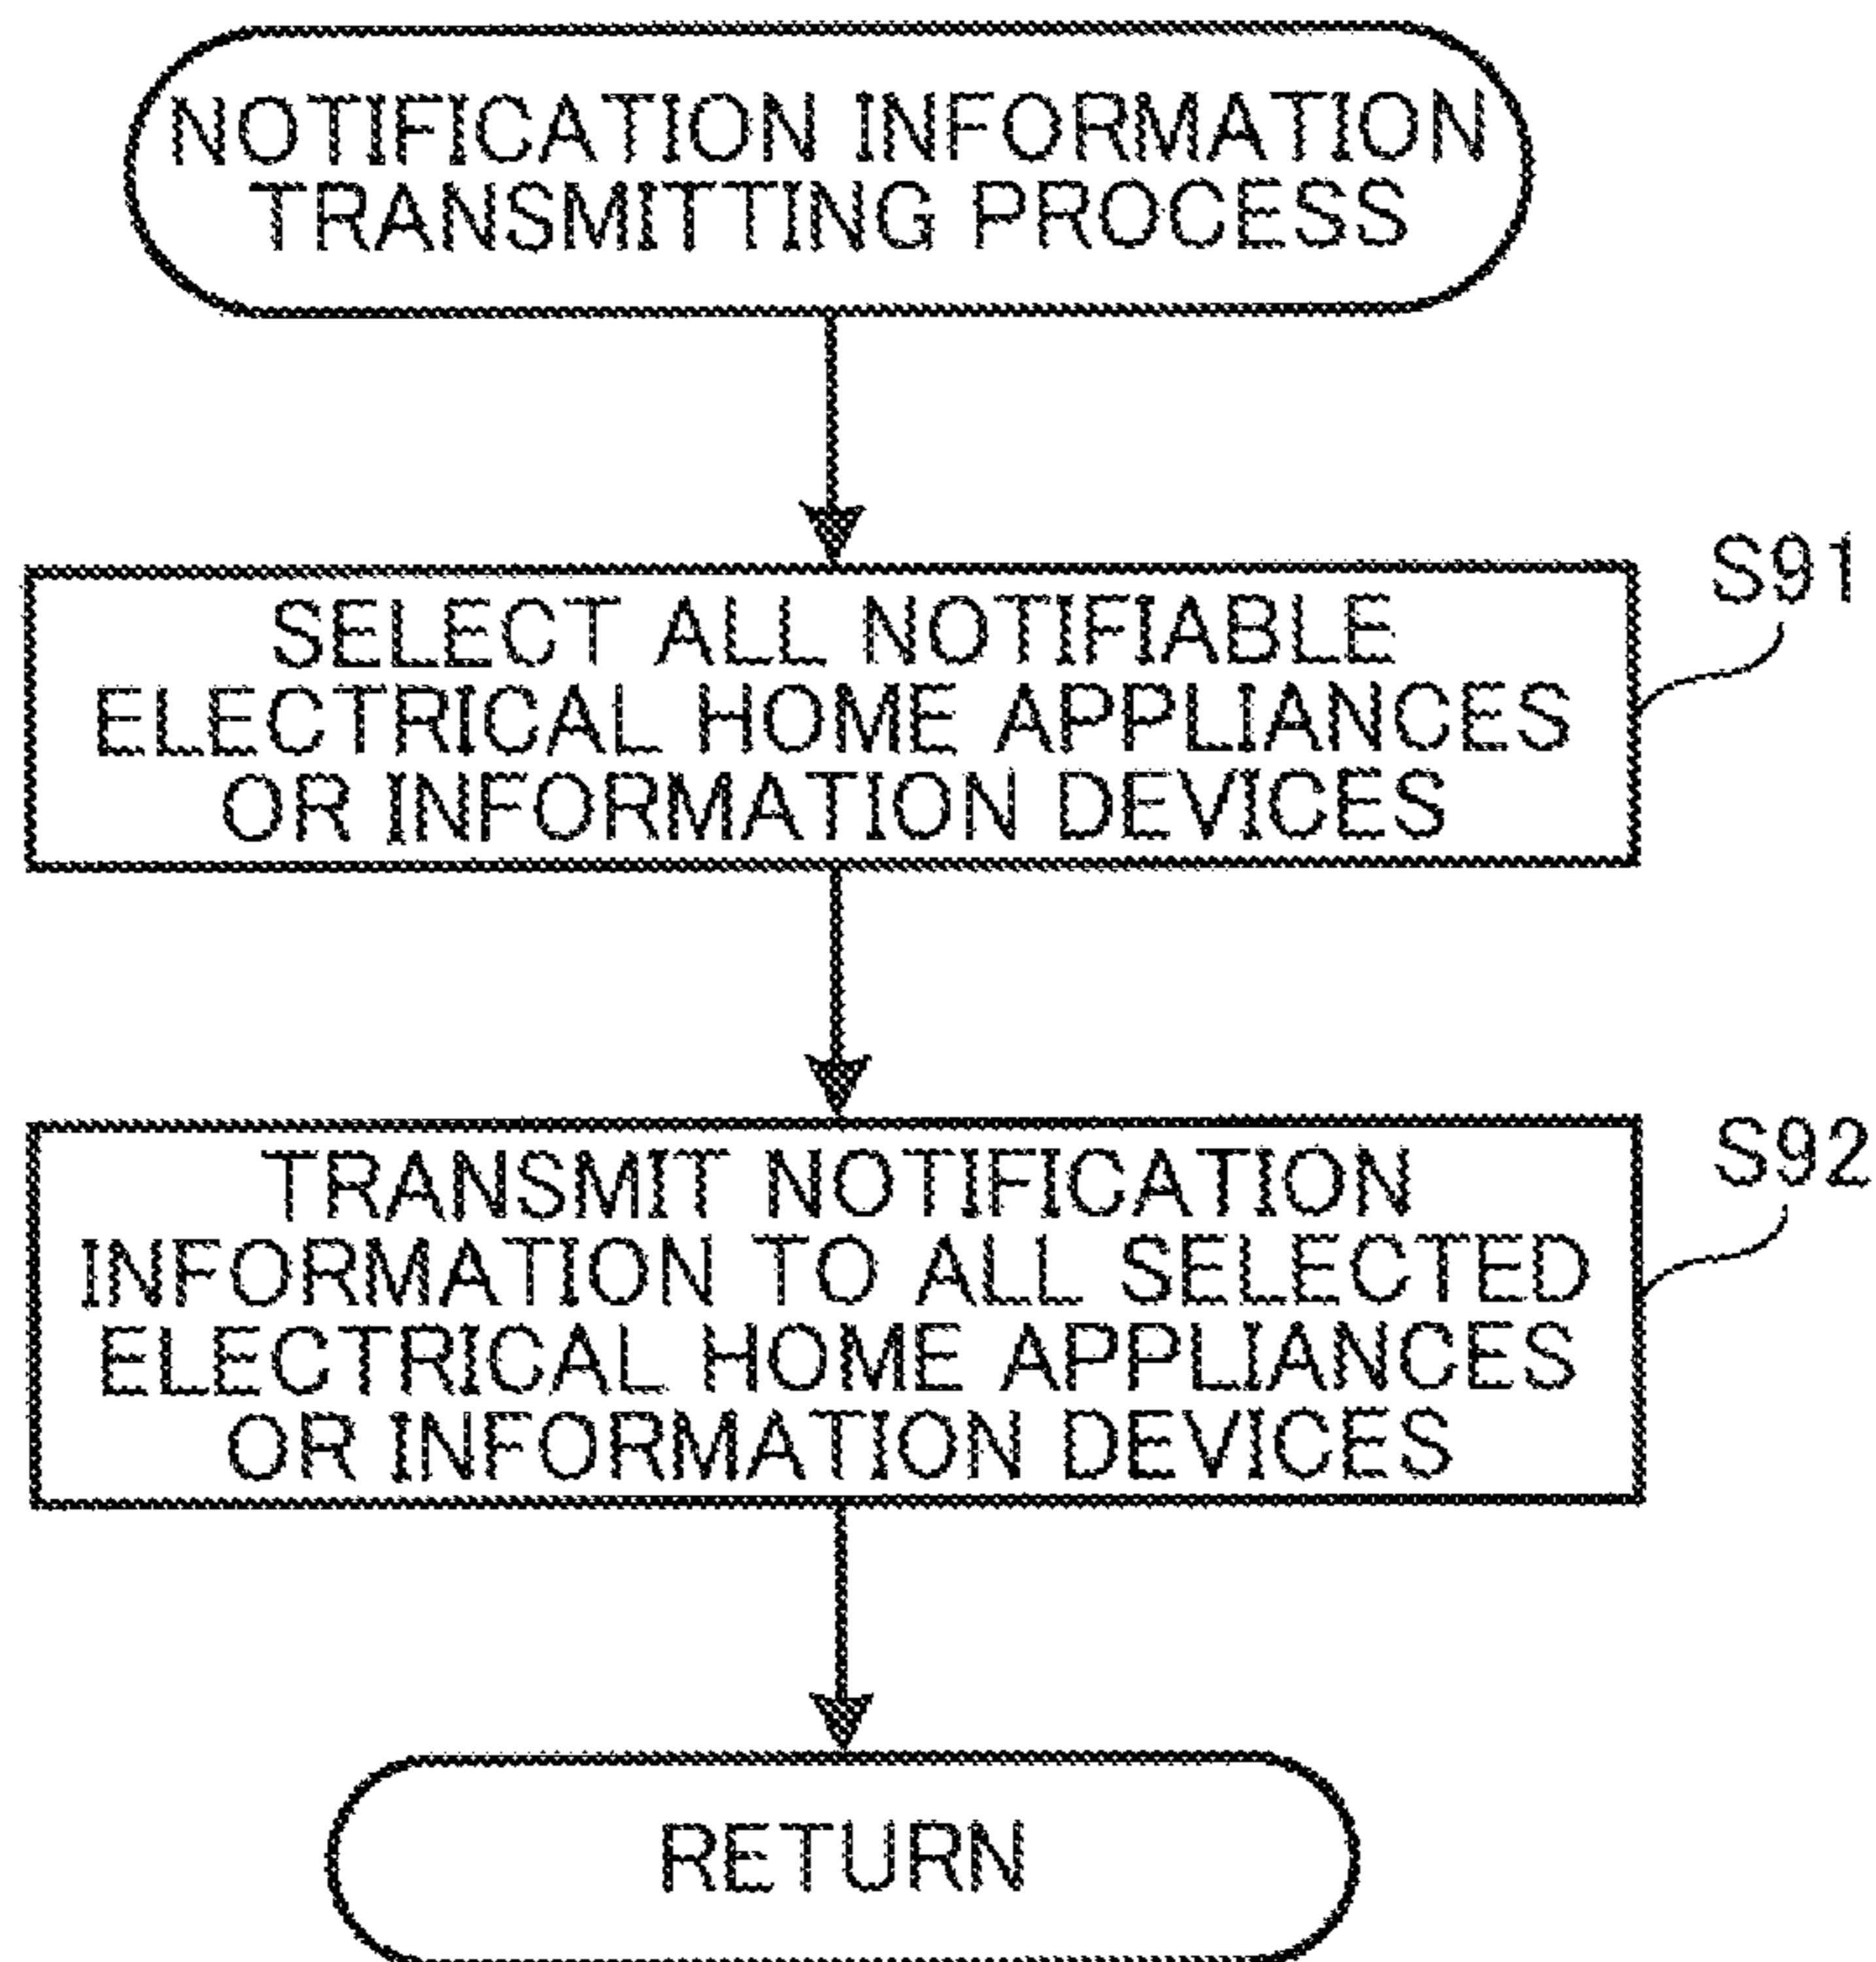 NOTIFICATION INFORMATION
TRANSMITTING PROCESS
S91
SELECT ALL NOTIFIABLE
ELECTRICAL HOME APPLIANCES
OR INFORMATION DEVICES
S92
TRANSMIT NOTIFICATION
INFORMATION TO ALL SELECTED
ELECTRICAL HOME APPLIANCES
OR INFORMATION DEVICES
RETURN